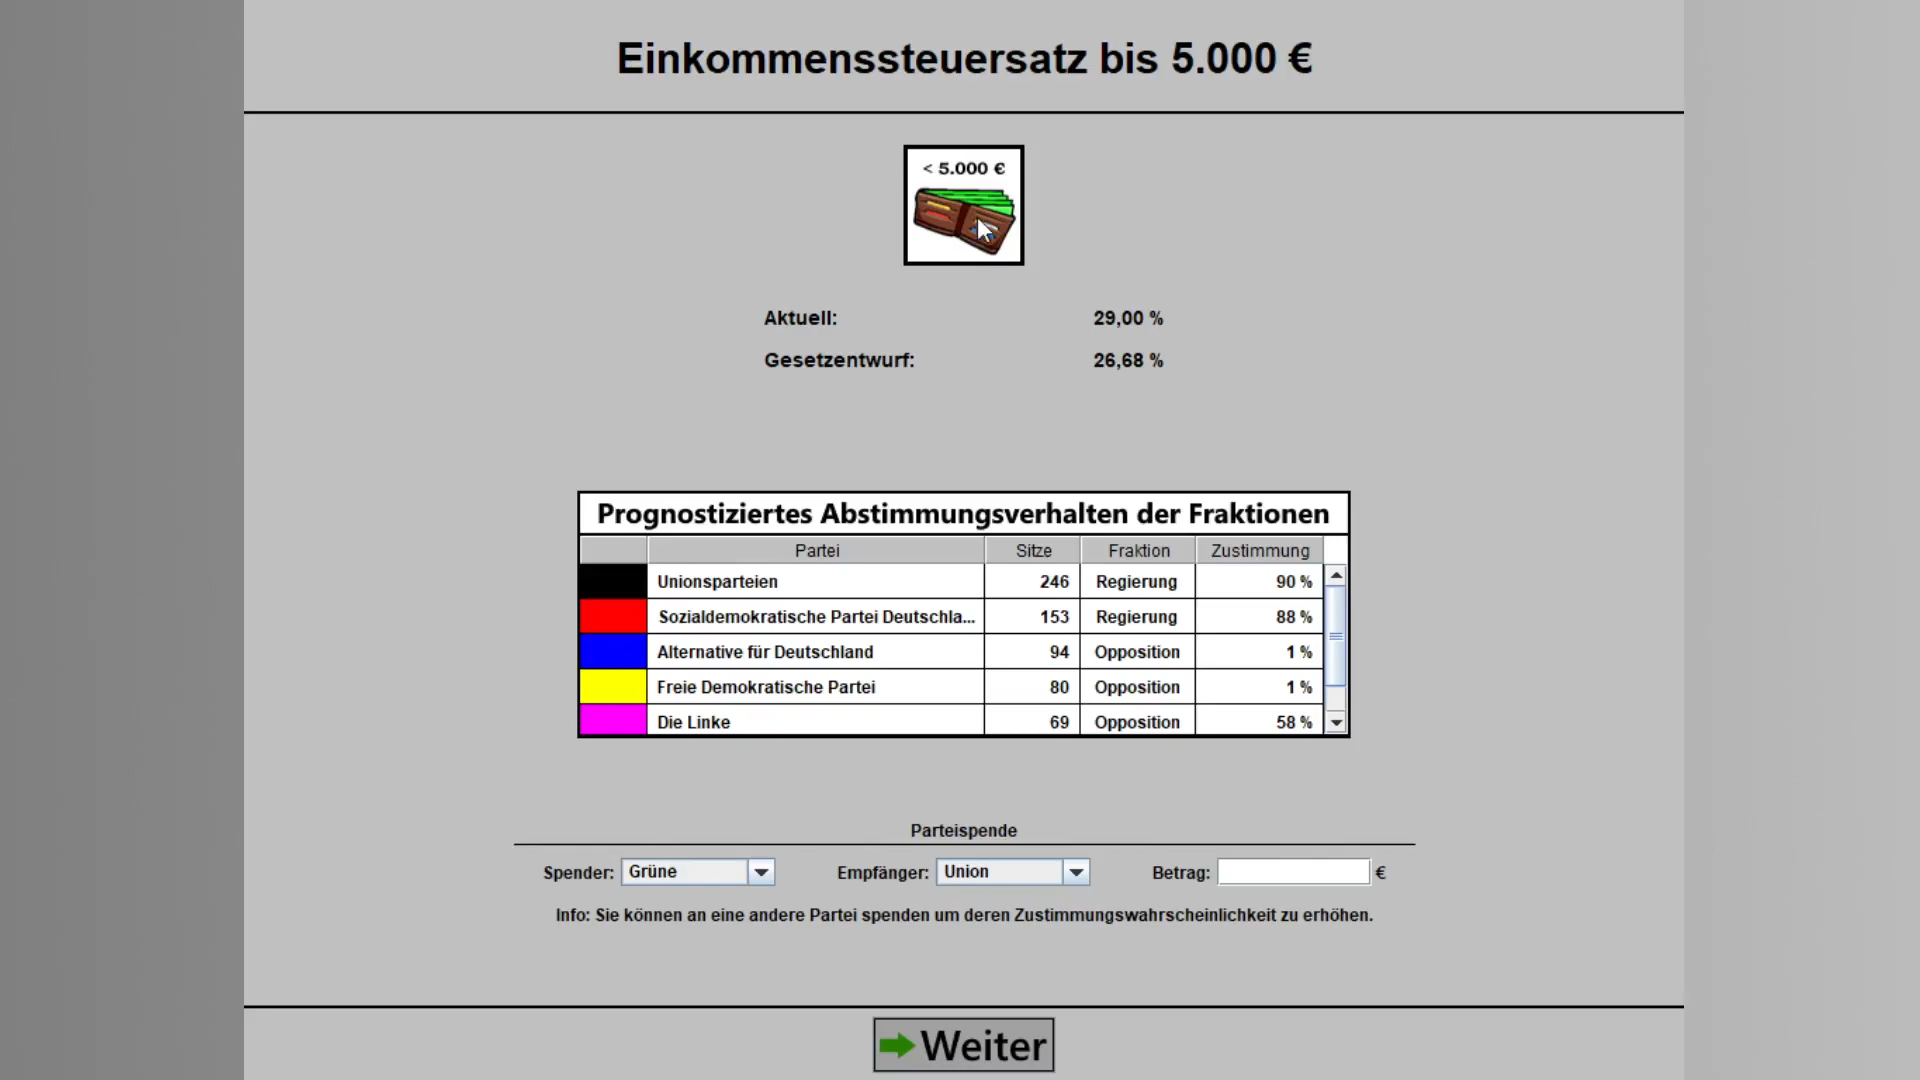 Einkommenssteuersatz bis 5.000 €
< 5.000 €
Aktuell: 29,00 %
Gesetzentwurf: 26,68 %
Prognostiziertes Abstimmungsverhalten der Fraktionen
Partei Sitze Fraktion Zustimmung
Unionsparteien 246 Regierung 90 %
Sozialdemokratische Partei Deutschla... 153 Regierung 88 %
Alternative für Deutschland 94 Opposition 1 %
Freie Demokratische Partei 80 Opposition 1 %
Die Linke 69 Opposition 58 %
Parteispende
Spender: Grüne Empfänger: Union Betrag: €
Info: Sie können an eine andere Partei spenden um deren Zustimmungswahrscheinlichkeit zu erhöhen.
Weiter